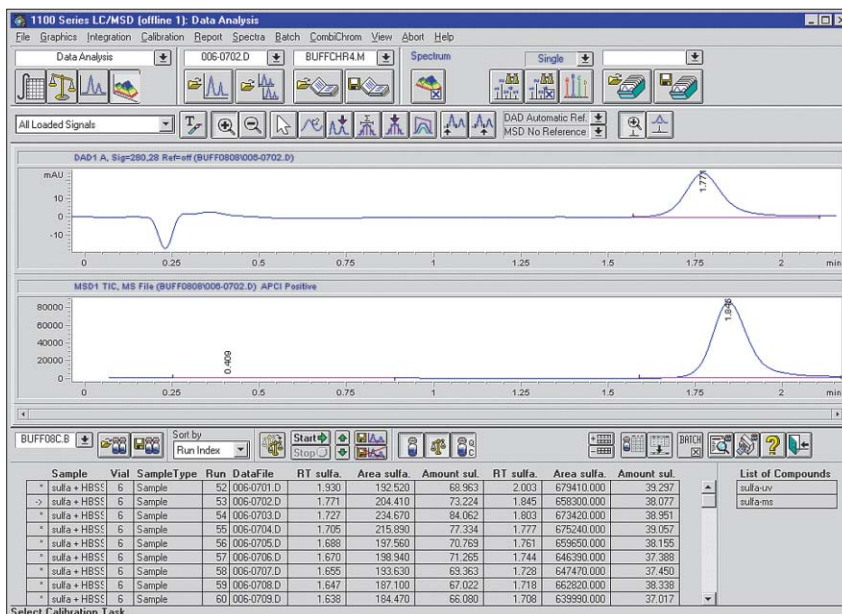 1100 Series LC/MSD (offline 1): Data Analysis
File Graphics Integration Calibration Report Spectra Batch CombiChrom View Abort Help
Data Analysis 006-0702.D BUFFCHR4.M Spectrum Single
All Loaded Signals DAD Automatic Ref.
MSD No Reference
DAD1 A, Sig=280,28 Ref=off (BUFF0808\006-0702.D)
mAU
10
0
-10
1.771
0 0.25 0.5 0.75 1 1.25 1.5 1.75 2 min
MSD1 TIC, MS File (BUFF0808\006-0702.D) APCI Positive
80000
60000
40000
20000
0
0.409
1.845
0 0.25 0.5 0.75 1 1.25 1.5 1.75 2 min
BUFF08C.B Sort by
Run Index
Start
Stop
QC
BATCH
Sample Vial SampleType Run DataFile RT sulfa. Area sulfa. Amount sul. RT sulfa. Area sulfa. Amount sul.
* sulfa + HBSS 6 Sample 52 006-0701.D 1.930 192.520 68.963 2.003 679410.000 39.297
-> sulfa + HBSS 6 Sample 53 006-0702.D 1.771 204.410 73.224 1.845 658300.000 38.077
* sulfa + HBSS 6 Sample 54 006-0703.D 1.727 234.670 84.062 1.803 673420.000 38.951
* sulfa + HBSS 6 Sample 55 006-0704.D 1.705 215.890 77.334 1.777 675240.000 39.057
* sulfa + HBSS 6 Sample 56 006-0705.D 1.688 197.560 70.769 1.761 659650.000 38.155
* sulfa + HBSS 6 Sample 57 006-0706.D 1.670 198.940 71.265 1.744 646390.000 37.388
* sulfa + HBSS 6 Sample 58 006-0707.D 1.655 193.630 69.363 1.728 647470.000 37.450
* sulfa + HBSS 6 Sample 59 006-0708.D 1.647 187.100 67.022 1.718 662820.000 38.338
* sulfa + HBSS 6 Sample 60 006-0709.D 1.638 184.470 66.080 1.708 639990.000 37.017
List of Compounds
sulfa-uv
sulfa-ms
Select Calibration Task